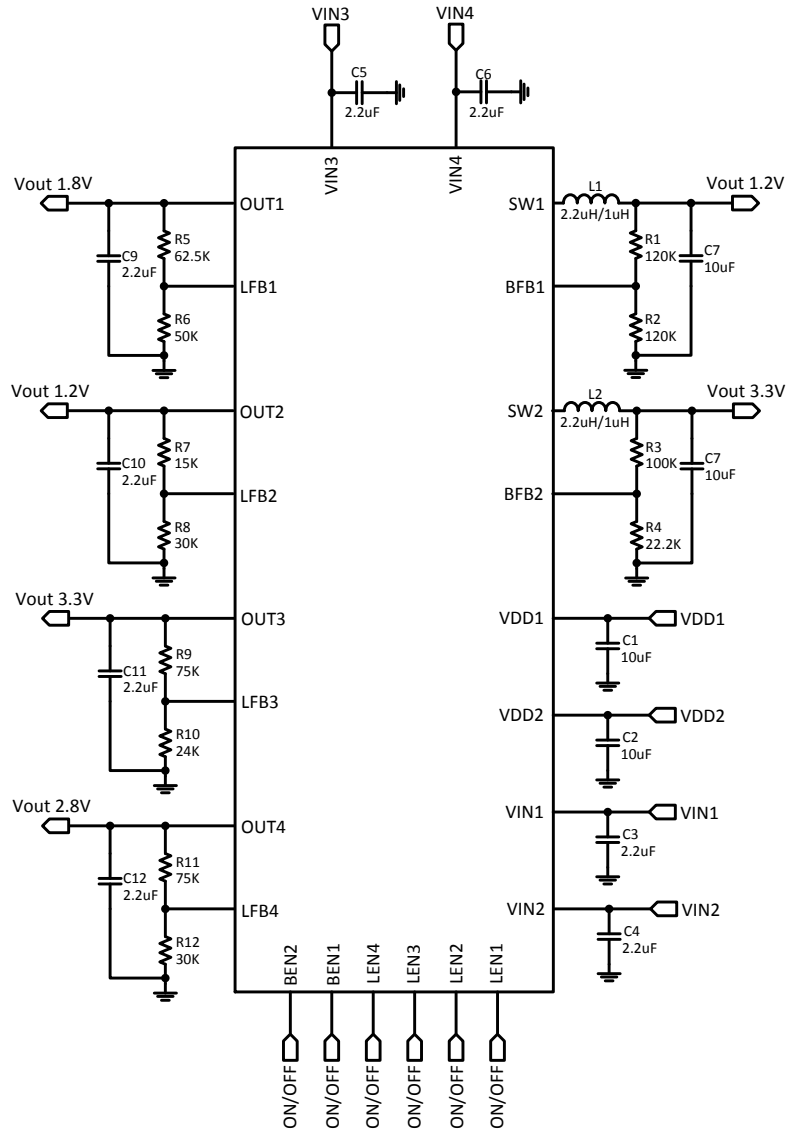 VIN3
VIN4
C5
2.2uF
C6
2.2uF
VIN3
VIN4
Vout 1.8V
OUT1
C9
2.2uF
R5
62.5K
LFB1
R6
50K
Vout 1.2V
OUT2
C10
2.2uF
R7
15K
LFB2
R8
30K
Vout 3.3V
OUT3
C11
2.2uF
R9
75K
LFB3
R10
24K
Vout 2.8V
OUT4
C12
2.2uF
R11
75K
LFB4
R12
30K
SW1
L1
2.2uH/1uH
Vout 1.2V
R1
120K
C7
10uF
BFB1
R2
120K
SW2
L2
2.2uH/1uH
Vout 3.3V
R3
100K
C7
10uF
BFB2
R4
22.2K
VDD1
VDD1
C1
10uF
VDD2
VDD2
C2
10uF
VIN1
VIN1
C3
2.2uF
VIN2
VIN2
C4
2.2uF
BEN2
BEN1
LEN4
LEN3
LEN2
LEN1
ON/OFF
ON/OFF
ON/OFF
ON/OFF
ON/OFF
ON/OFF